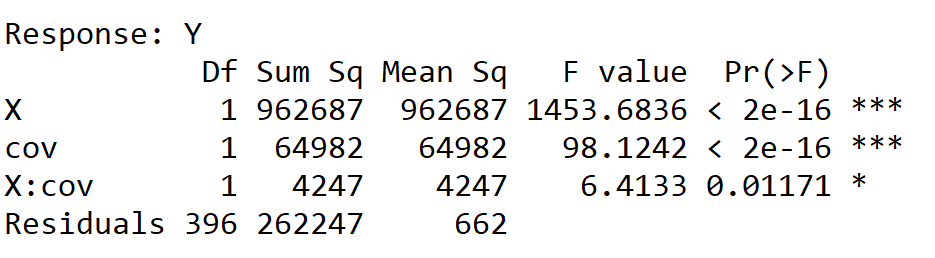 Response: Y
Df Sum Sq Mean Sq F value Pr(>F)
X 1 962687 962687 1453.6836 < 2e-16 ***
cov 1 64982 64982 98.1242 < 2e-16 ***
X:cov 1 4247 4247 6.4133 0.01171 *
Residuals 396 262247 662